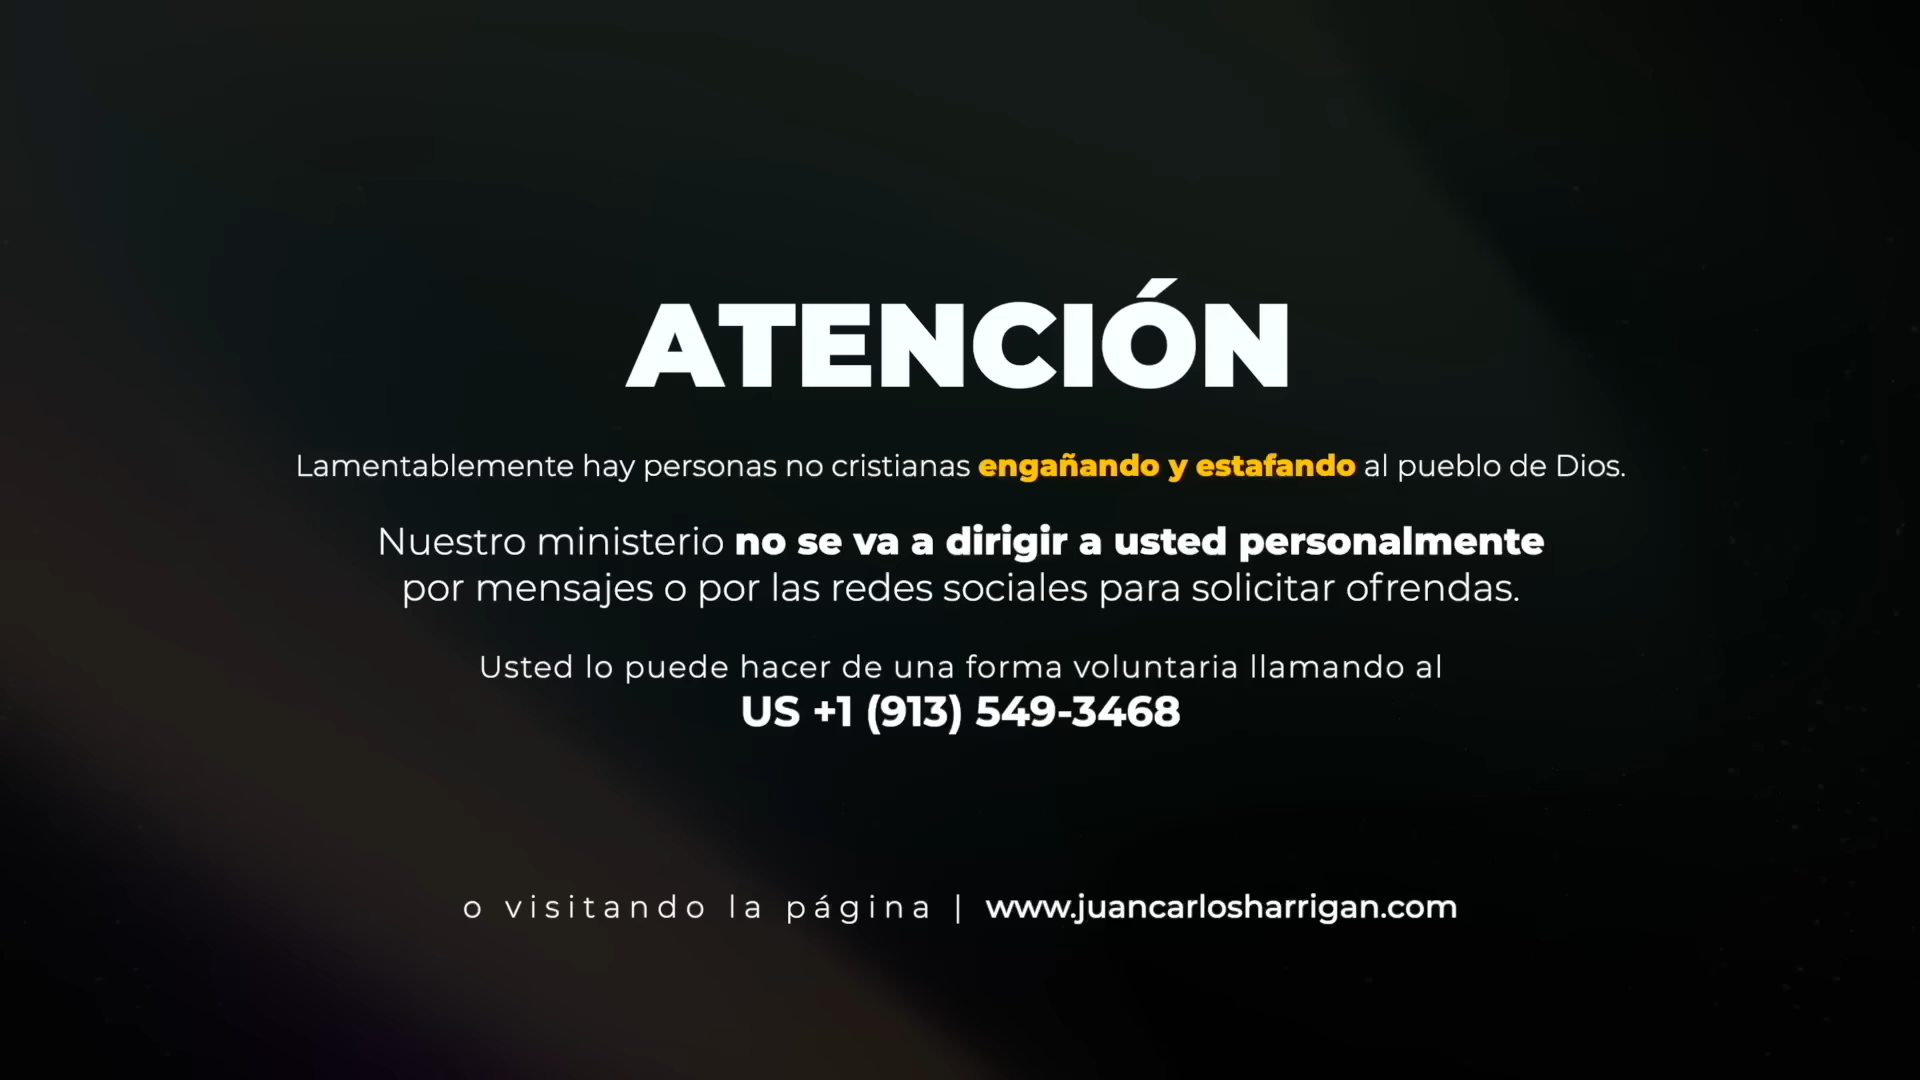 ATENCIÓN
Lamentablemente hay personas no cristianas engañando y estafando al pueblo de Dios.
Nuestro ministerio no se va a dirigir a usted personalmente
por mensajes o por las redes sociales para solicitar ofrendas.
Usted lo puede hacer de una forma voluntaria llamando al
US +1 (913) 549-3468
o visitando la página | www.juancarlosharrigan.com